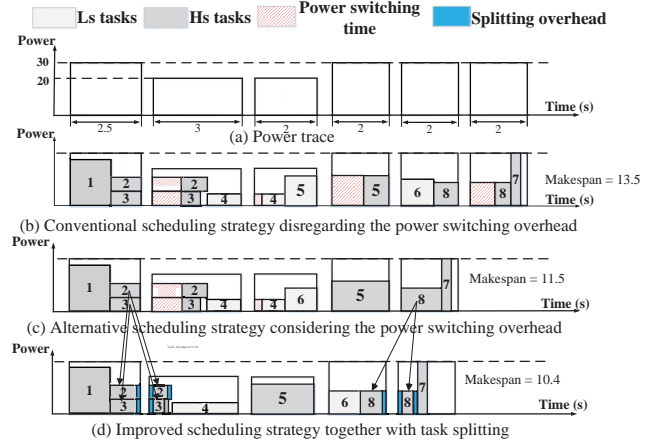 Ls tasks Hs tasks Power switching time Splitting overhead
Power
30
20
Time (s)
2.5 3 2 2 2 2
(a) Power trace
Power
1 2 3 2 3 4 4 5 5 6 8 7
Makespan = 13.5
Time (s)
(b) Conventional scheduling strategy disregarding the power switching overhead
Power
1 2 3 2 3 4 4 6 5 8 7
Makespan = 11.5
Time (s)
(c) Alternative scheduling strategy considering the power switching overhead
Power
1 2 3 2 3 4 5 6 8 8 7
Makespan = 10.4
Time (s)
(d) Improved scheduling strategy together with task splitting